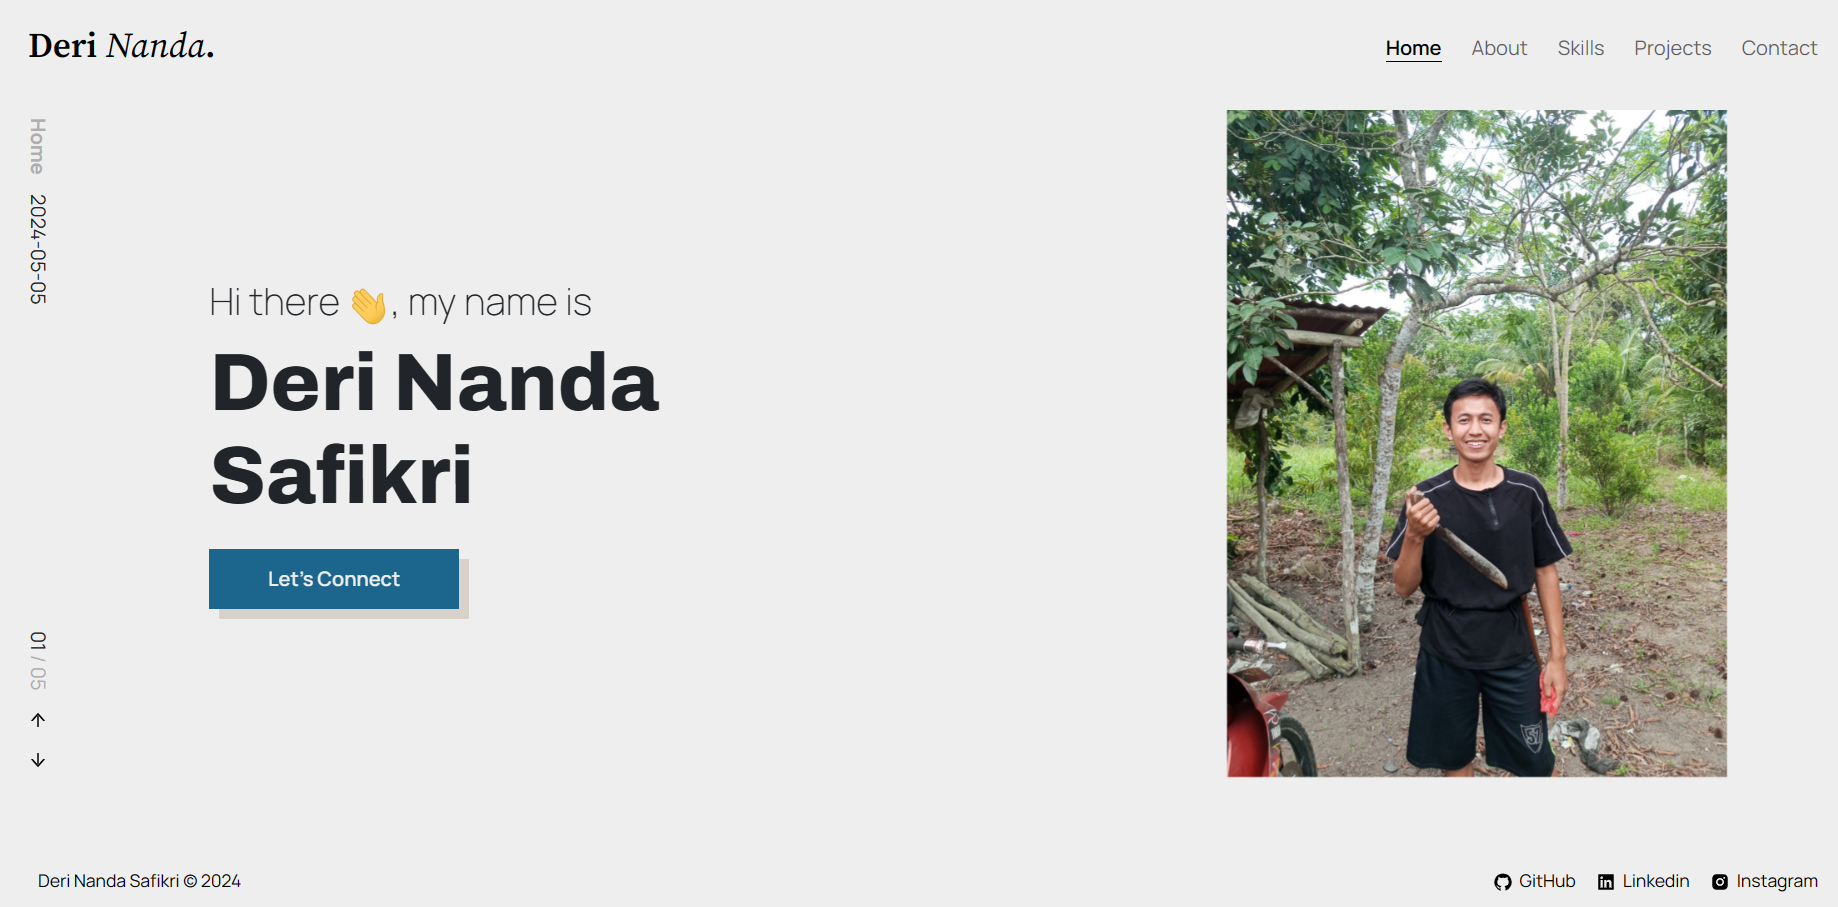 Deri Nanda.
Home About Skills Projects Contact
Home 2024-05-05
Hi there 👋, my name is
Deri Nanda
Safikri
Let's Connect
01 / 05
Deri Nanda Safikri © 2024
GitHub Linkedin Instagram